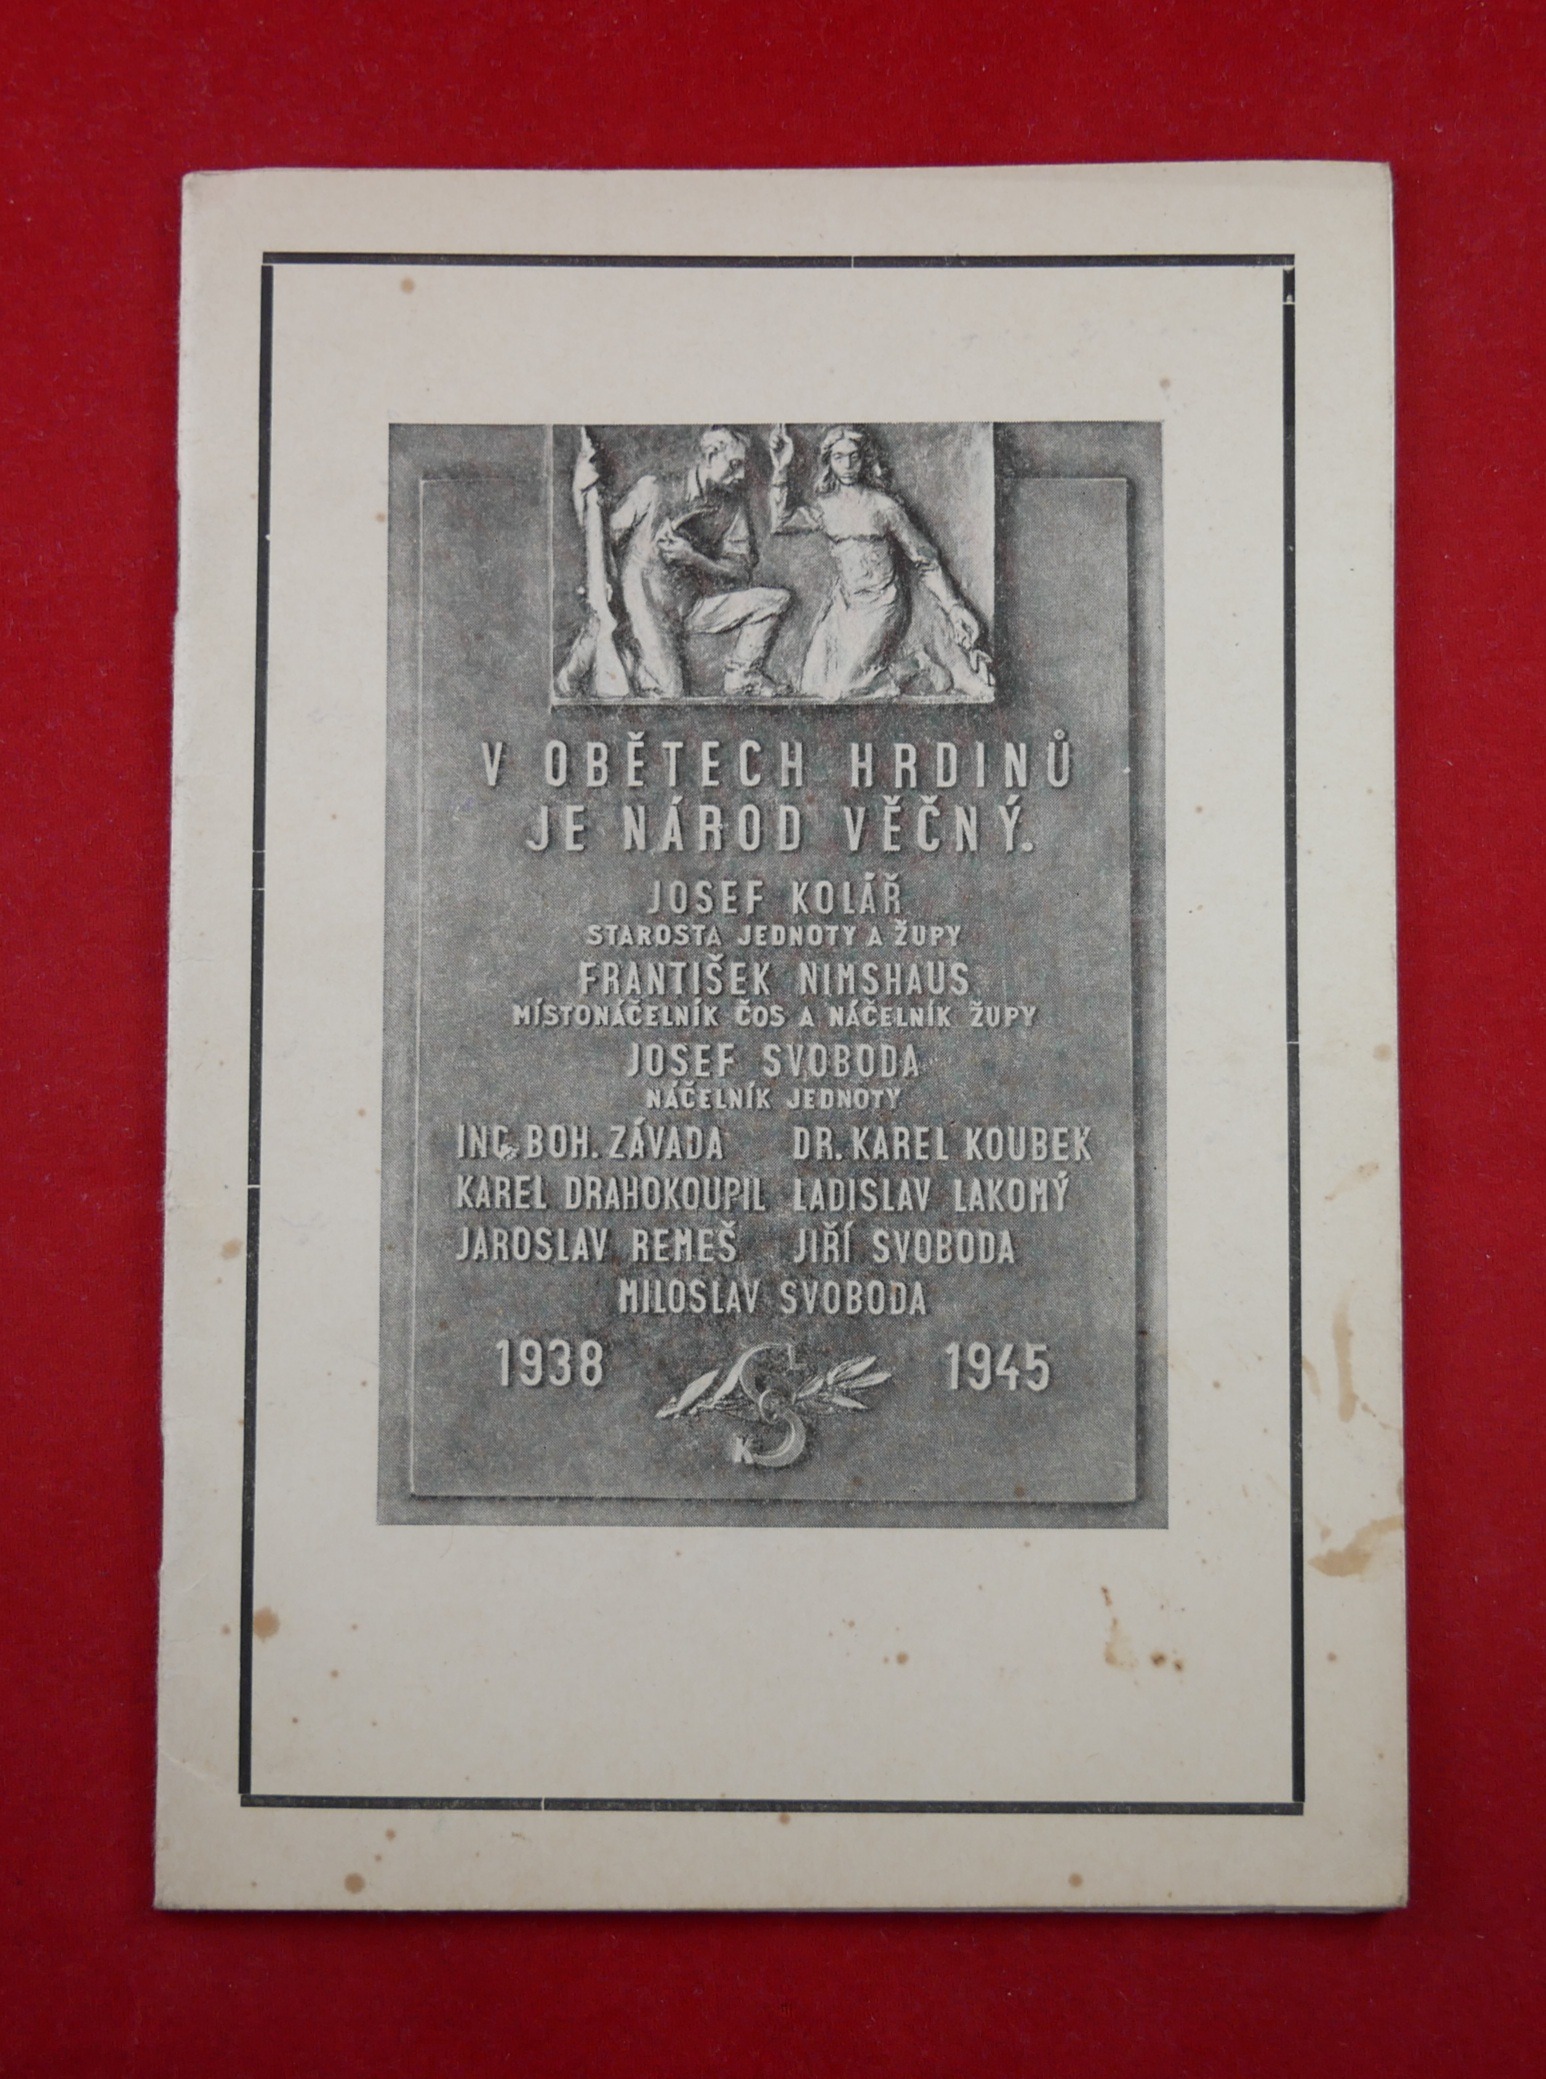 V OBĚTECH HRDINŮ
JE NÁROD VĚČNÝ.
JOSEF KOLÁŘ
STAROSTA JEDNOTY A ŽUPY
FRANTIŠEK NIMSHAUS
MÍSTONÁČELNÍK ČOS A NÁČELNÍK ŽUPY
JOSEF SVOBODA
NÁČELNÍK JEDNOTY
ING. BOH. ZÁVADA DR. KAREL KOUBEK
KAREL DRAHOKOUPIL LADISLAV LAKOMÝ
JAROSLAV REMEŠ JIŘÍ SVOBODA
MILOSLAV SVOBODA
1938 1945